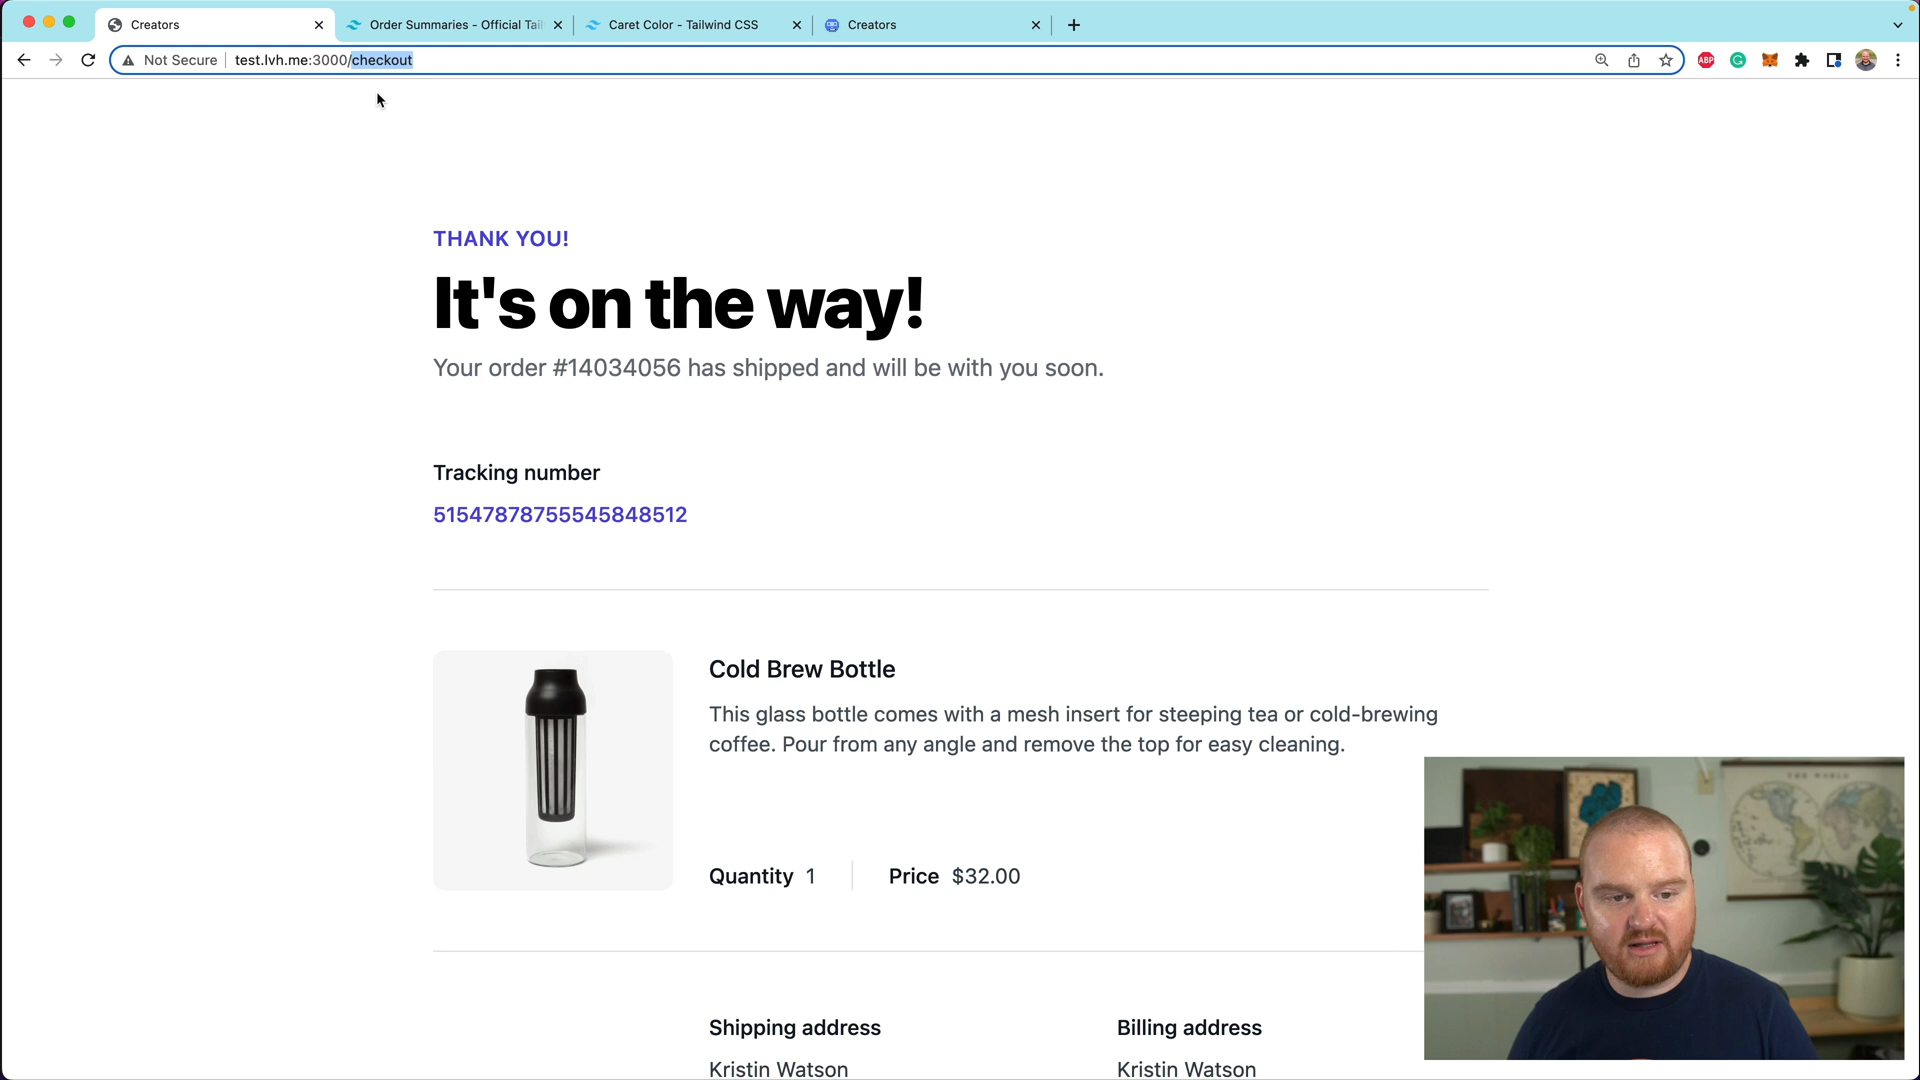 Creators
Order Summaries - Official Tail
Caret Color - Tailwind CSS
Creators
Not Secure
test.lvh.me:3000/checkout
ABP
THANK YOU!
It's on the way!
Your order #14034056 has shipped and will be with you soon.
Tracking number
51547878755545848512
Cold Brew Bottle
This glass bottle comes with a mesh insert for steeping tea or cold-brewing
coffee. Pour from any angle and remove the top for easy cleaning.
Quantity 1
Price $32.00
Shipping address
Billing address
Kristin Watson
Kristin Watson
THE WORLD